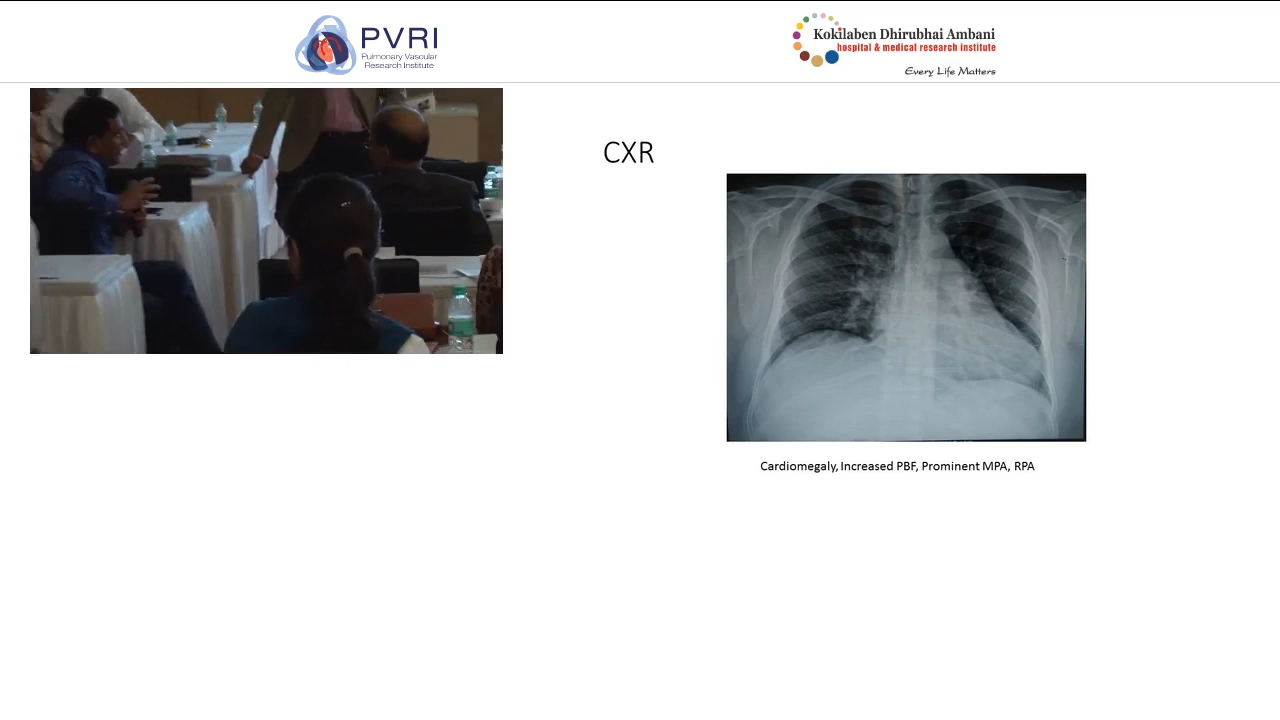 PVRI
Pulmonary Vascular
Research Institute
Kokilaben Dhirubhai Ambani
hospital & medical research institute
Every Life Matters
CXR
Cardiomegaly, Increased PBF, Prominent MPA, RPA